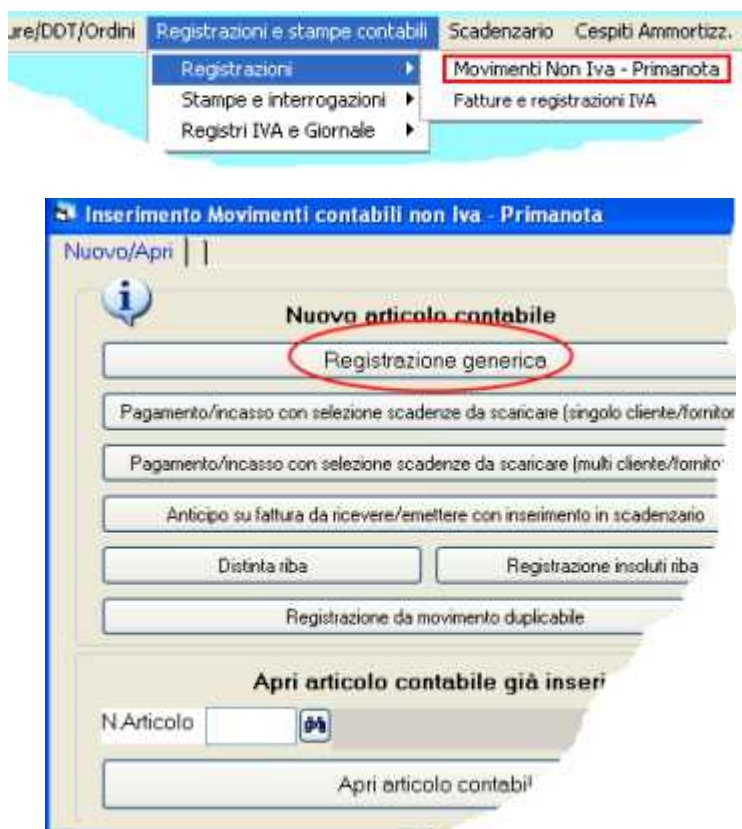 ure/DDT/Ordini Registrazioni e stampe contabili Scadenzario Cespiti Ammortizz.
Registrazioni Movimenti Non Iva - Primanota
Stampe e interrogazioni Fatture e registrazioni IVA
Registri IVA e Giornale
Inserimento Movimenti contabili non Iva - Primanota
Nuovo/Apri
Nuovo articolo contabile
Registrazione generica
Pagamento/incasso con selezione scadenze da scaricare (singolo cliente/fornitor
Pagamento/incasso con selezione scadenze da scaricare (multi cliente/fornito
Anticipo su fattura da ricevere/emettere con inserimento in scadenzario
Distinta riba Registrazione insoluti riba
Registrazione da movimento duplicabile
Apri articolo contabile già inseri
N.Articolo
Apri articolo contabil